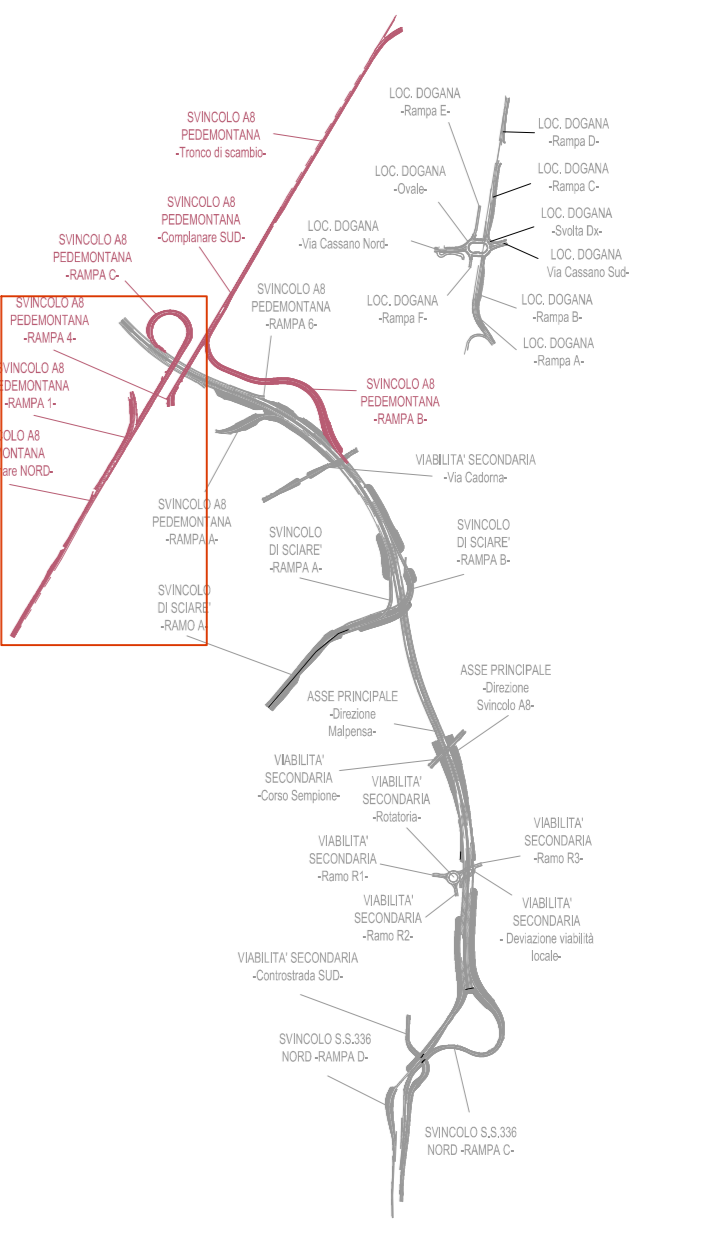 SVINCOLO A8
PEDEMONTANA
-Tronco di scambio-
SVINCOLO A8
PEDEMONTANA
-Complanare SUD-
SVINCOLO A8
PEDEMONTANA
-RAMPA C-
SVINCOLO A8
PEDEMONTANA
-RAMPA 4-
SVINCOLO A8
PEDEMONTANA
-RAMPA 1-
OLO A8
MONTANA
are NORD-
SVINCOLO A8
PEDEMONTANA
-RAMPA 6-
SVINCOLO A8
PEDEMONTANA
-RAMPA B-
LOC. DOGANA
-Rampa E-
LOC. DOGANA
-Rampa D-
LOC. DOGANA
-Ovale-
LOC. DOGANA
-Rampa C-
LOC. DOGANA
-Svolta Dx-
LOC. DOGANA
-Via Cassano Nord-
LOC. DOGANA
Via Cassano Sud-
LOC. DOGANA
-Rampa F-
LOC. DOGANA
-Rampa B-
LOC. DOGANA
-Rampa A-
VIABILITA' SECONDARIA
-Via Cadorna-
SVINCOLO A8
PEDEMONTANA
-RAMPA A-
SVINCOLO
DI SCIARE'
-RAMPA A-
SVINCOLO
DI SCIARE'
-RAMPA B-
SVINCOLO
DI SCIARE'
-RAMO A-
ASSE PRINCIPALE
-Direzione
Malpensa-
ASSE PRINCIPALE
-Direzione
Svincolo A8-
VIABILITA'
SECONDARIA
-Corso Sempione-
VIABILITA'
SECONDARIA
-Rotatoria-
VIABILITA'
SECONDARIA
-Ramo R3-
VIABILITA'
SECONDARIA
-Ramo R1-
VIABILITA'
SECONDARIA
-Ramo R2-
VIABILITA'
SECONDARIA
- Deviazione viabilità
locale-
VIABILITA' SECONDARIA
-Controstrada SUD-
SVINCOLO S.S.336
NORD -RAMPA D-
SVINCOLO S.S.336
NORD -RAMPA C-